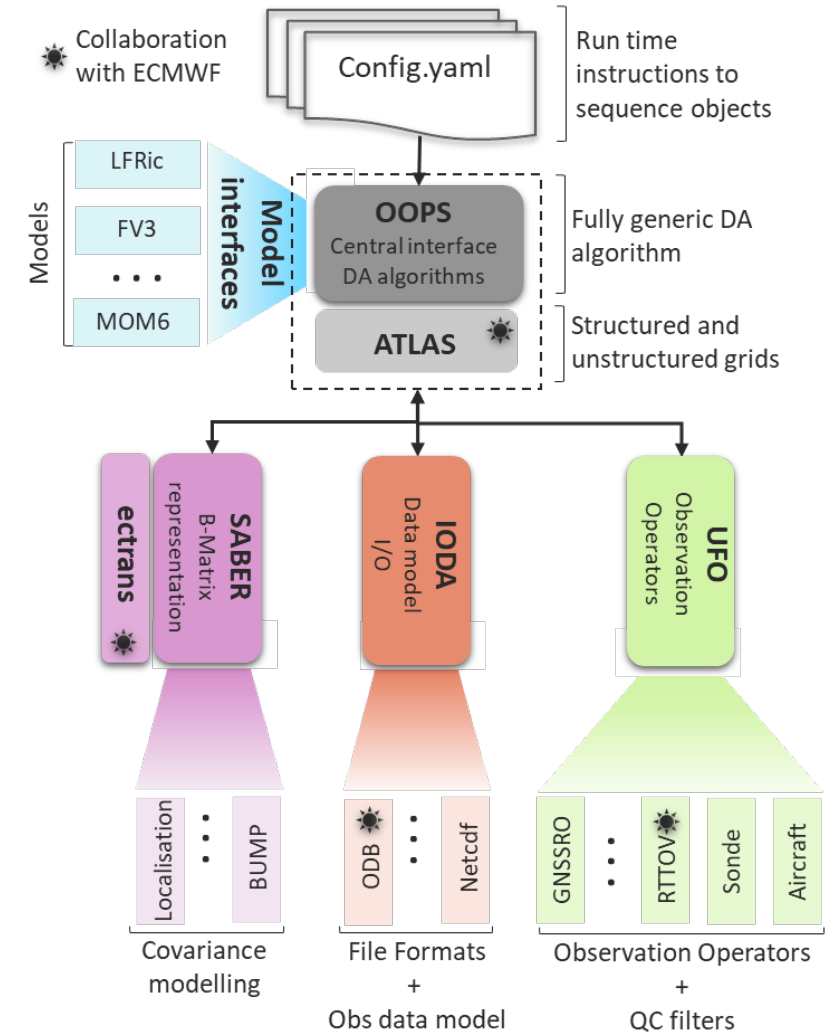 Collaboration
with ECMWF
Config.yaml
Run time
instructions to
sequence objects
Models
LFRic
FV3
...
MOM6
Model
interfaces
OOPS
Central interface
DA algorithms
Fully generic DA
algorithm
ATLAS
Structured and
unstructured grids
ectrans
SABER
B-Matrix
representation
IODA
Data model
I/O
UFO
Observation
Operators
Localisation
...
BUMP
ODB
...
Netcdf
GNSSRO
...
RTTOV
Sonde
Aircraft
Covariance
modelling
File Formats
+
Obs data model
Observation Operators
+
QC filters